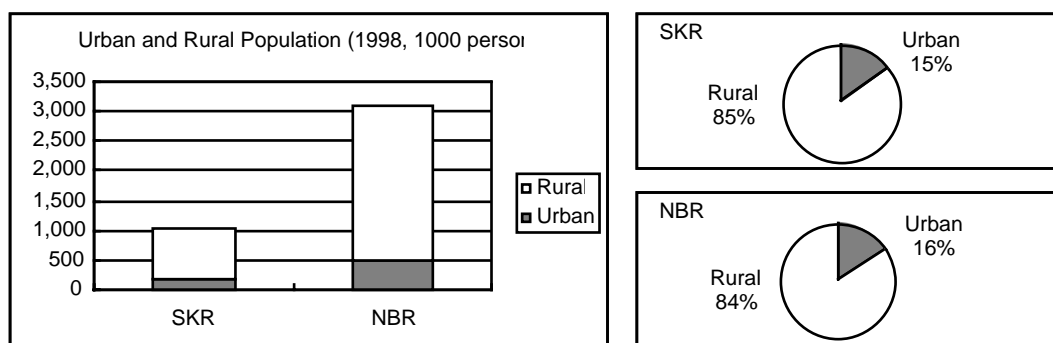 Urban and Rural Population (1998, 1000 person
3,500
3,000
2,500
2,000
1,500
1,000
500
0
SKR
NBR
Rural
Urban
SKR
Urban
15%
Rural
85%
NBR
Urban
16%
Rural
84%